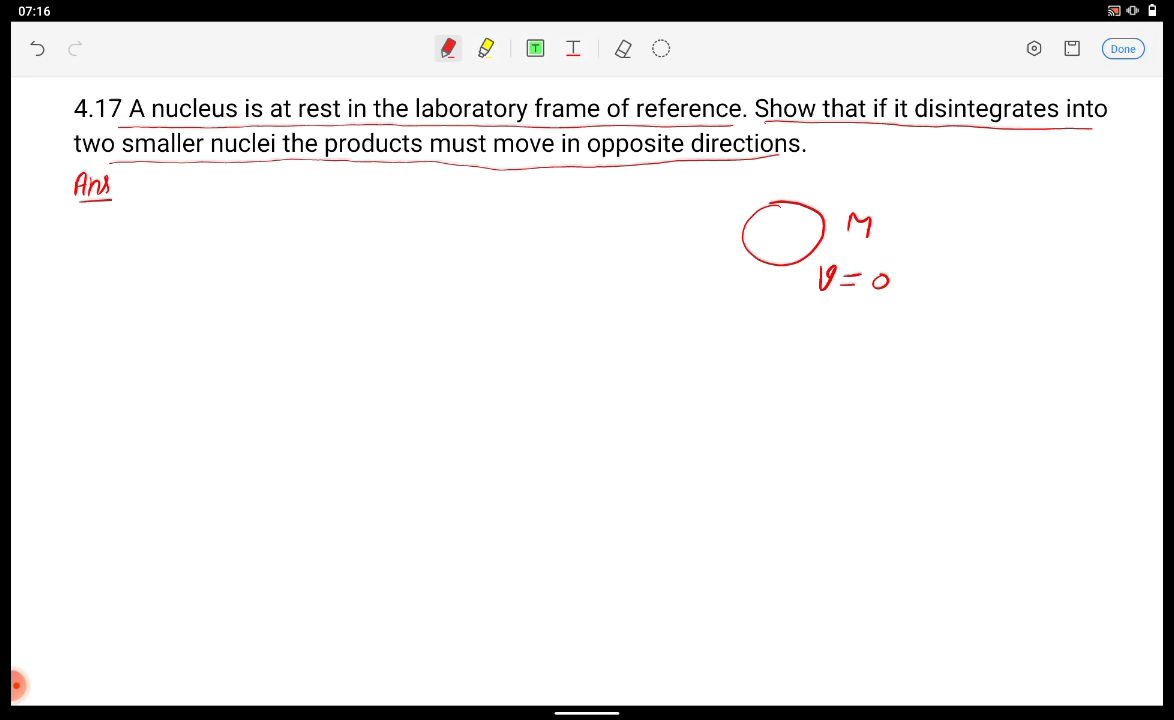 07:16
Done
4.17 A nucleus is at rest in the laboratory frame of reference. Show that if it disintegrates into
two smaller nuclei the products must move in opposite directions.
Ans
M
v = 0